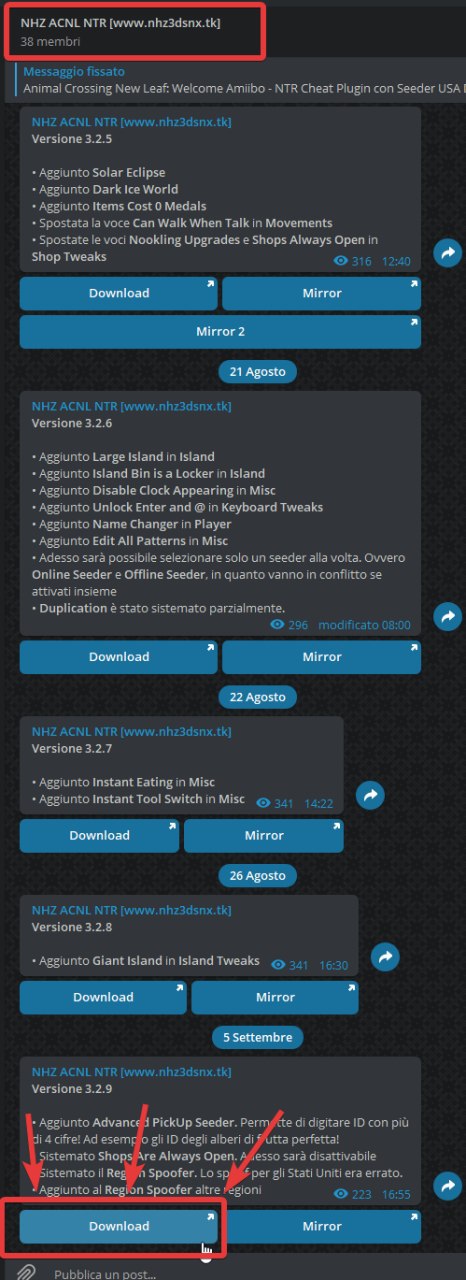 NHZ ACNL NTR [www.nhz3dsnx.tk]
38 membri
Messaggio fissato
Animal Crossing New Leaf: Welcome Amiibo - NTR Cheat Plugin con Seeder USA
NHZ ACNL NTR [www.nhz3dsnx.tk]
Versione 3.2.5
• Aggiunto Solar Eclipse
• Aggiunto Dark Ice World
• Aggiunto Items Cost 0 Medals
• Spostata la voce Can Walk When Talk in Movements
• Spostate le voci Nookling Upgrades e Shops Always Open in
Shop Tweaks
316 12:40
Download Mirror
Mirror 2
21 Agosto
NHZ ACNL NTR [www.nhz3dsnx.tk]
Versione 3.2.6
• Aggiunto Large Island in Island
• Aggiunto Island Bin is a Locker in Island
• Aggiunto Disable Clock Appearing in Misc
• Aggiunto Unlock Enter and @ in Keyboard Tweaks
• Aggiunto Name Changer in Player
• Aggiunto Edit All Patterns in Misc
• Adesso sarà possibile selezionare solo un seeder alla volta. Ovvero
Online Seeder e Offline Seeder, in quanto vanno in conflitto se
attivati insieme
• Duplication è stato sistemato parzialmente.
296 modificato 08:00
Download Mirror
22 Agosto
NHZ ACNL NTR [www.nhz3dsnx.tk]
Versione 3.2.7
• Aggiunto Instant Eating in Misc
• Aggiunto Instant Tool Switch in Misc 341 14:22
Download Mirror
26 Agosto
NHZ ACNL NTR [www.nhz3dsnx.tk]
Versione 3.2.8
• Aggiunto Giant Island in Island Tweaks 341 16:30
Download Mirror
5 Settembre
NHZ ACNL NTR [www.nhz3dsnx.tk]
Versione 3.2.9
• Aggiunto Advanced PickUp Seeder. Permette di digitare ID con più
di 4 cifre! Ad esempio gli ID degli alberi di frutta perfetta!
Sistemato Shops Are Always Open. Adesso sarà disattivabile
Sistemato il Region Spoofer. Lo per gli Stati Uniti era errato.
• Aggiunto al Region Spoofer altre regioni
223 16:55
Download Mirror
Pubblica un post...